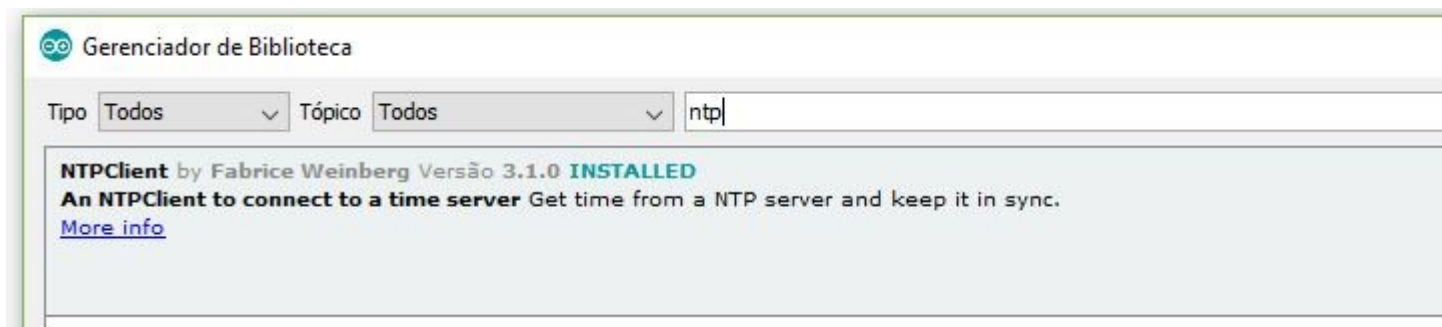 Gerenciador de Biblioteca
Tipo Todos Tópico Todos ntp
NTPClient by Fabrice Weinberg Versão 3.1.0 INSTALLED
An NTPClient to connect to a time server Get time from a NTP server and keep it in sync.
More info